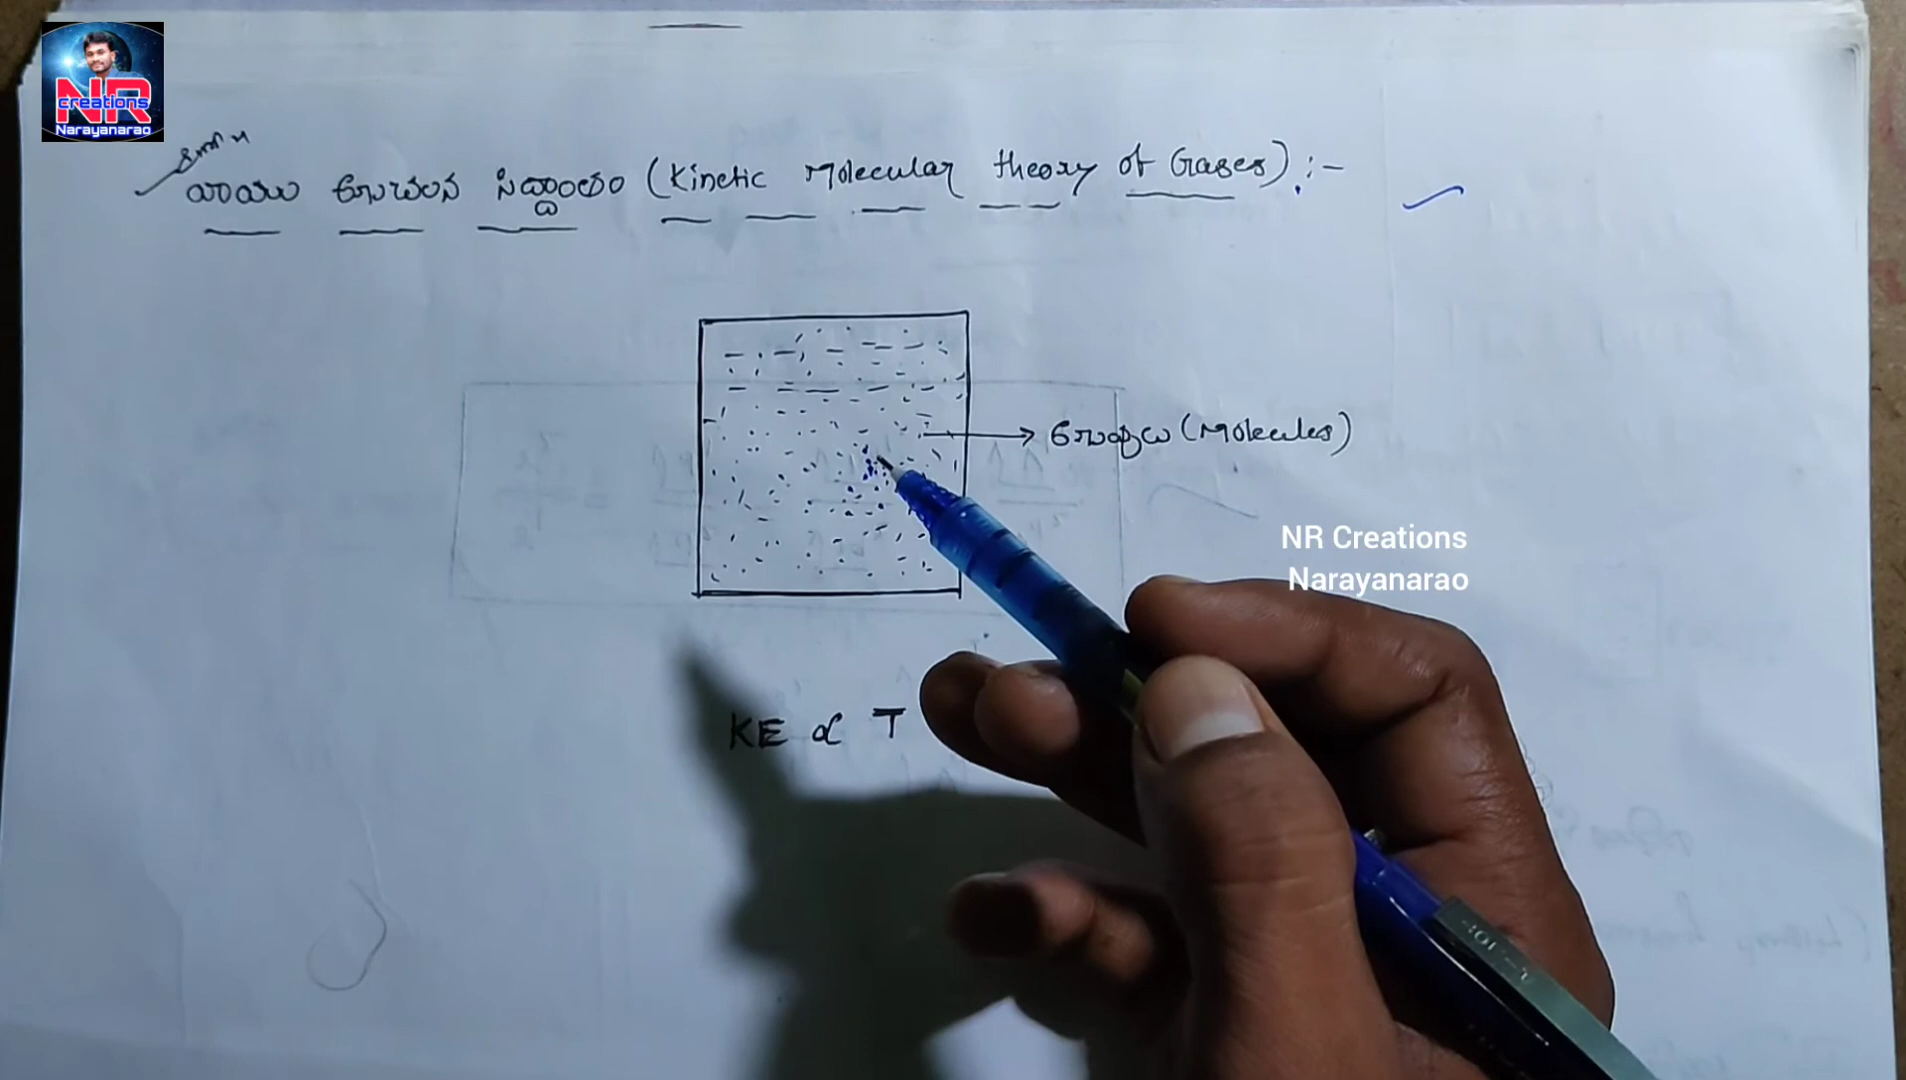 NR
creations
Narayanarao
వాయు అణుచలన సిద్ధాంతం (Kinetic Molecular theory of Gases) :-
అణువులు (Molecules)
NR Creations
Narayanarao
KE ∝ T